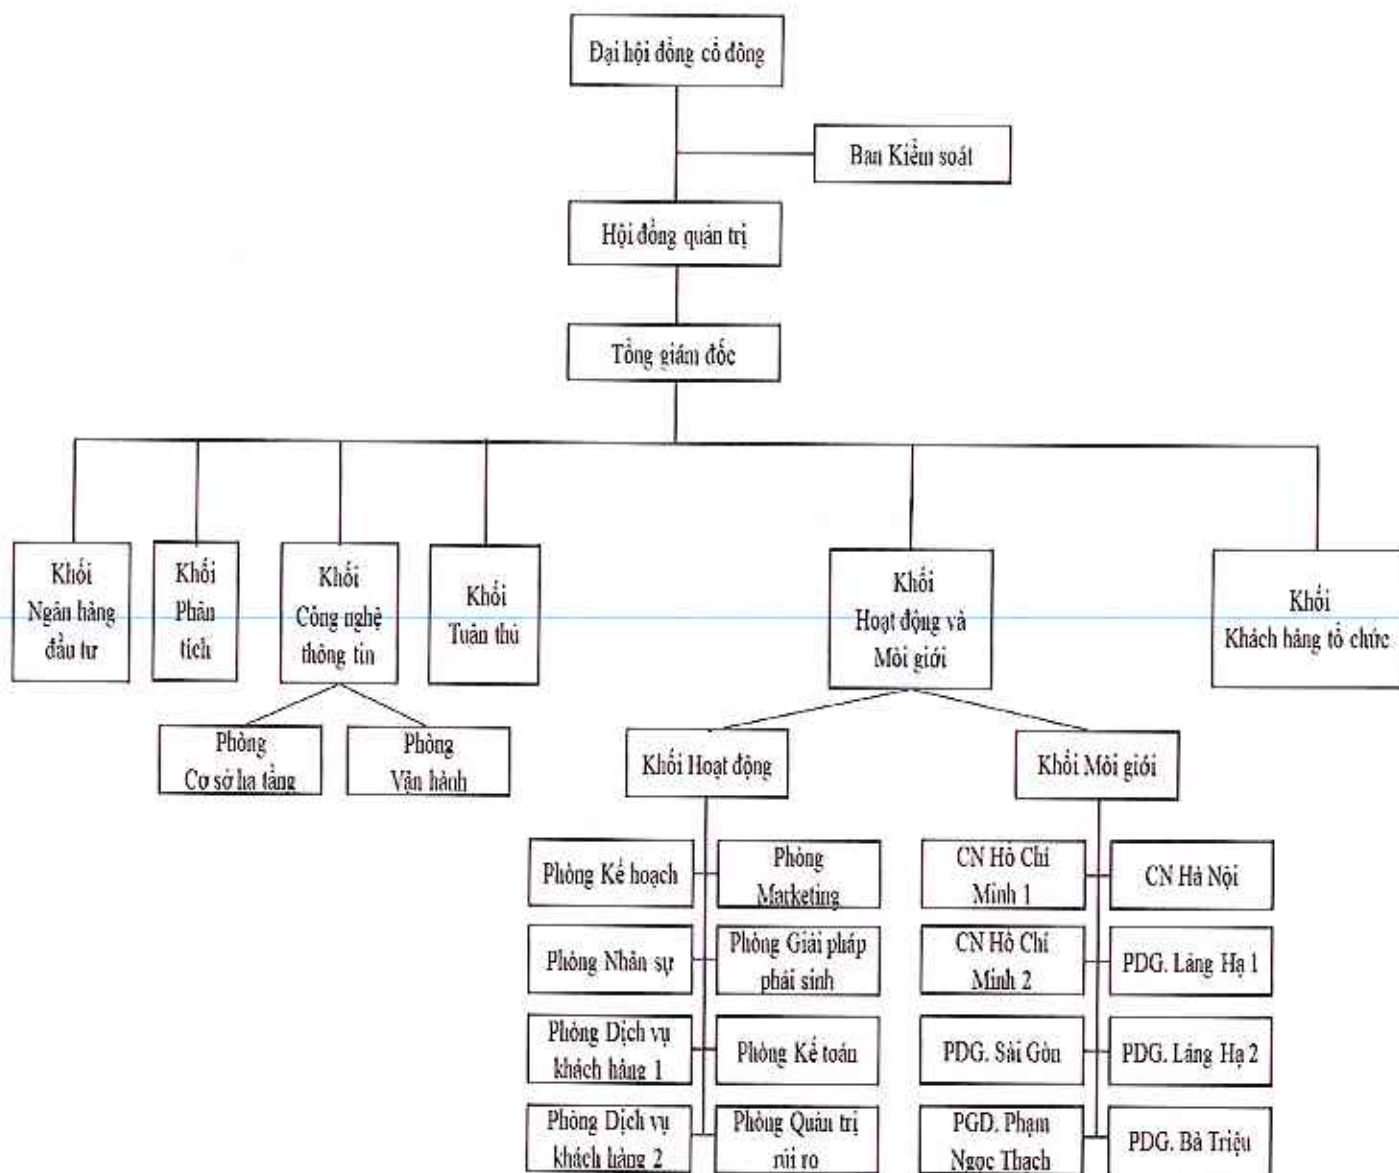 Đại hội đồng cổ đông
Ban Kiểm soát
Hội đồng quản trị
Tổng giám đốc
Khối
Ngân hàng
đầu tư
Khối
Phân
tích
Khối
Công nghệ
thông tin
Khối
Tuân thủ
Khối
Hoạt động và
Môi giới
Khối
Khách hàng tổ chức
Phòng
Cơ sở hạ tầng
Phòng
Vận hành
Khối Hoạt động
Khối Môi giới
Phòng Kế hoạch
Phòng
Marketing
CN Hồ Chí
Minh 1
CN Hà Nội
Phòng Nhân sự
Phòng Giải pháp
phái sinh
CN Hồ Chí
Minh 2
PDG. Láng Hạ 1
Phòng Dịch vụ
khách hàng 1
Phòng Kế toán
PDG. Sài Gòn
PDG. Láng Hạ 2
Phòng Dịch vụ
khách hàng 2
Phòng Quản trị
rủi ro
PGD. Phạm
Ngọc Thạch
PDG. Bà Triệu